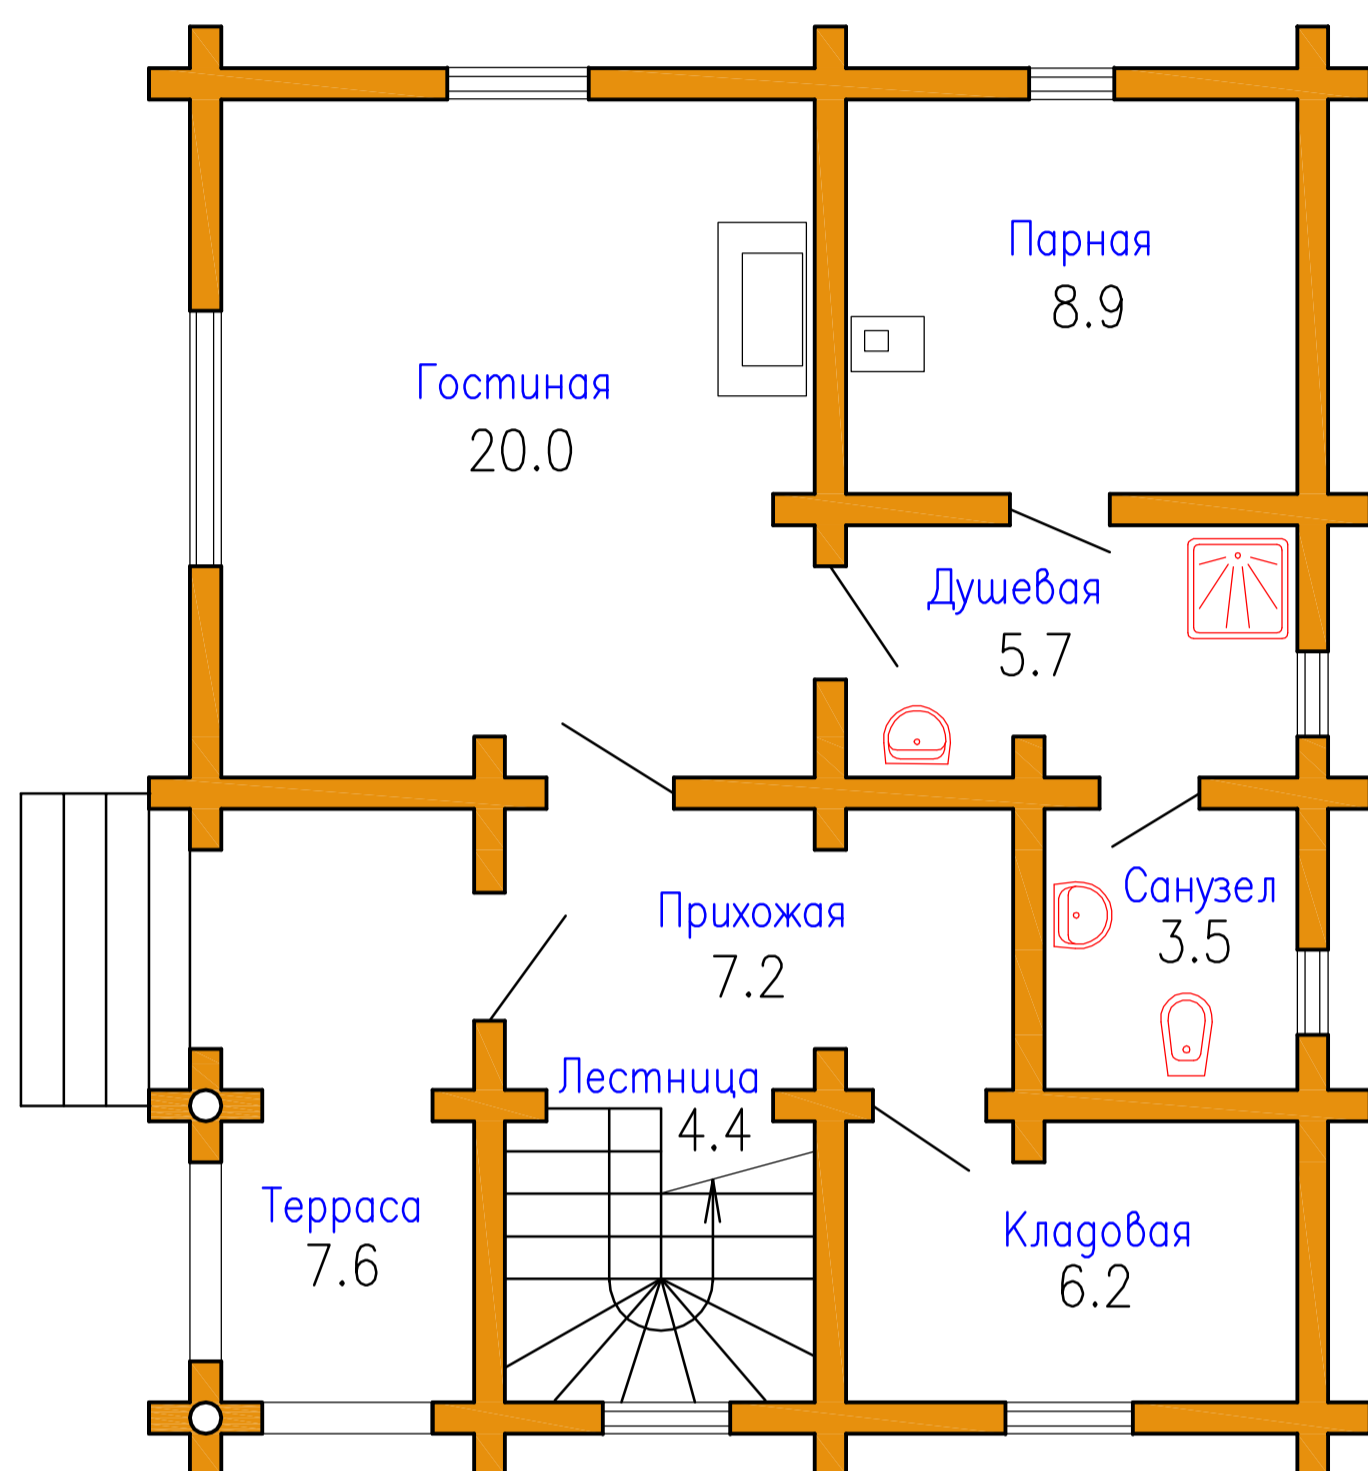 Парная
8.9
Гостиная
20.0
Душевая
5.7
Санузел
3.5
Прихожая
7.2
Лестница
4.4
Терраса
7.6
Кладовая
6.2